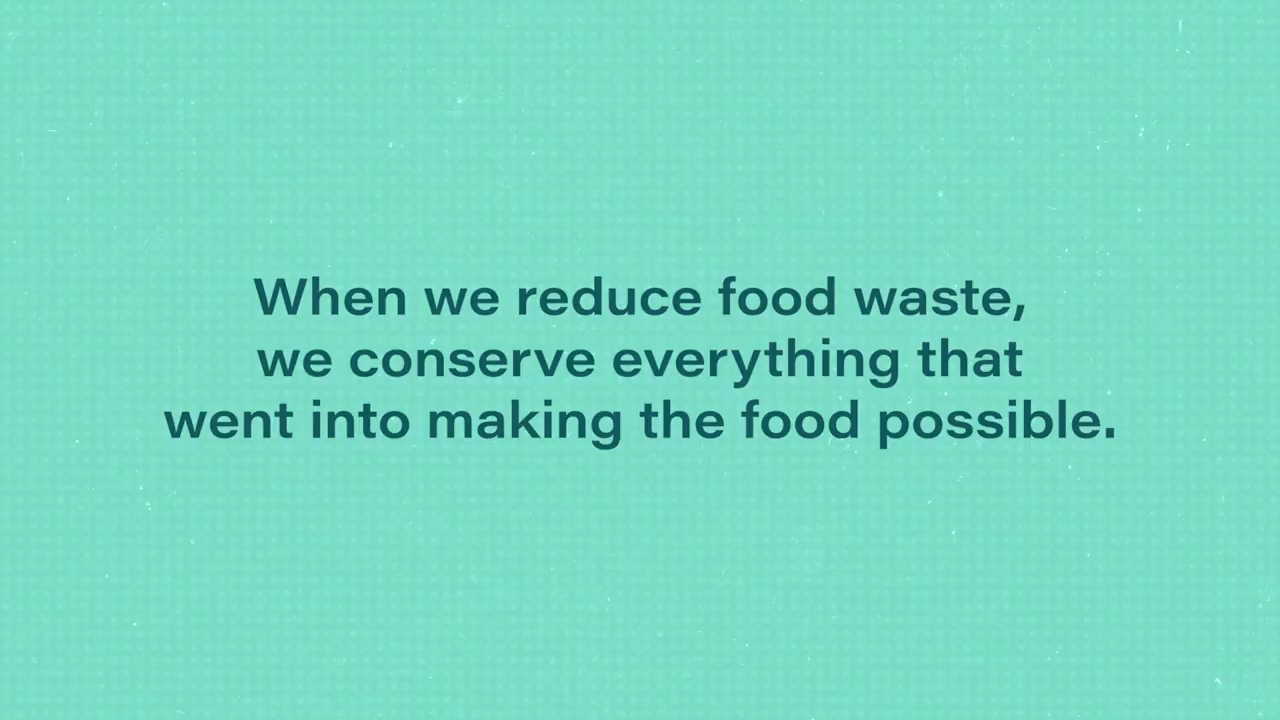 When we reduce food waste,
we conserve everything that
went into making the food possible.